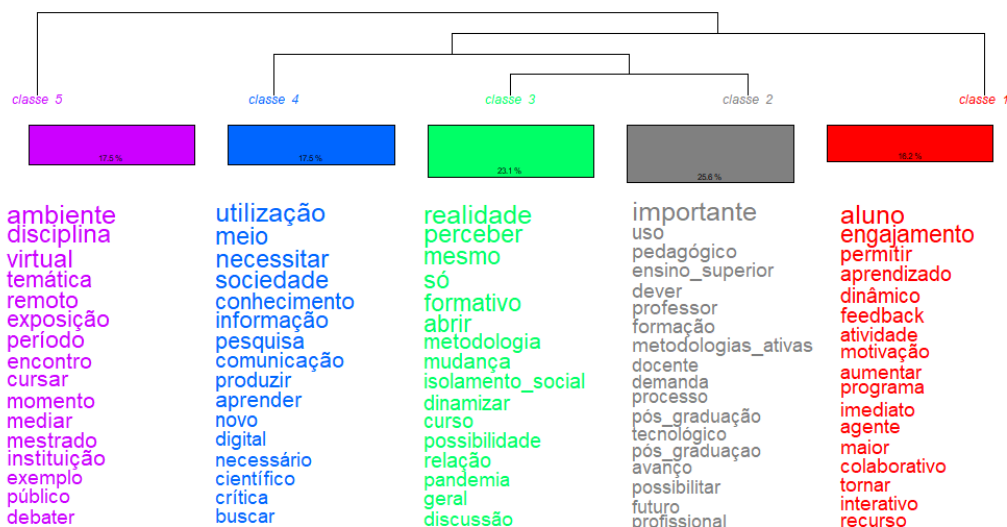 classe 5
classe 4
classe 3
classe 2
classe 1
17.5 %
17.5 %
23.1 %
25.6 %
16.2 %
ambiente
disciplina
virtual
temática
remoto
exposição
período
encontro
cursar
momento
mediar
mestrado
instituição
exemplo
público
debater
utilização
meio
necessitar
sociedade
conhecimento
informação
pesquisa
comunicação
produzir
aprender
novo
digital
necessário
científico
crítica
buscar
realidade
perceber
mesmo
só
formativo
abrir
metodologia
mudança
isolamento_social
dinamizar
curso
possibilidade
relação
pandemia
geral
discussão
importante
uso
pedagógico
ensino_superior
dever
professor
formação
metodologias_ativas
docente
demanda
processo
pós_graduação
tecnológico
pós_graduaçao
avanço
possibilitar
futuro
profissional
aluno
engajamento
permitir
aprendizado
dinâmico
feedback
atividade
motivação
aumentar
programa
imediato
agente
maior
colaborativo
tornar
interativo
recurso